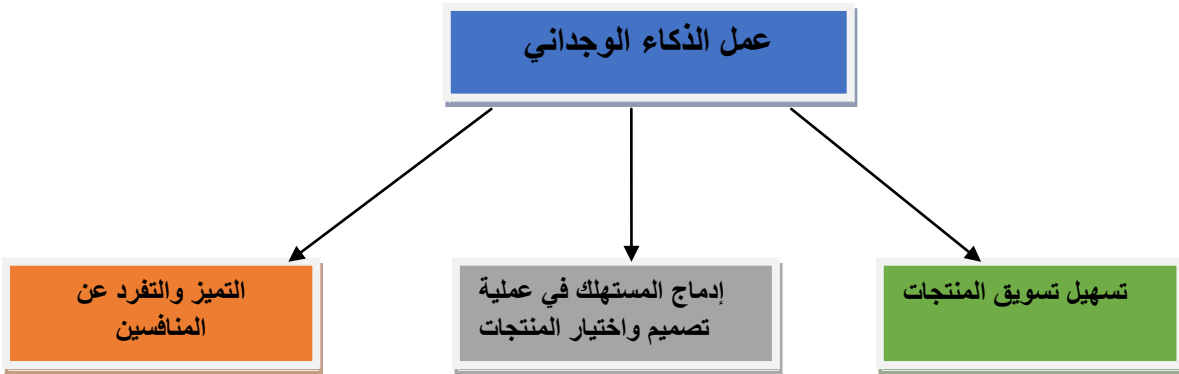 عمل الذكاء الوجداني
تسهيل تسويق المنتجات
إدماج المستهلك في عملية
تصميم واختيار المنتجات
التميز والتفرد عن
المنافسين